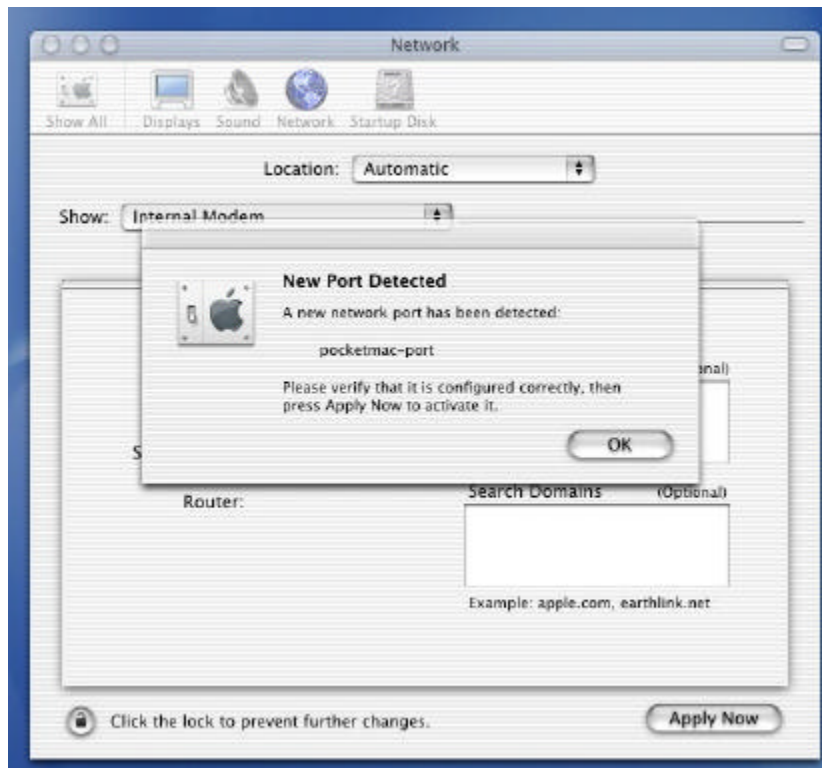 Network
Show All Displays Sound Network Startup Disk
Location: Automatic
Show: Internal Modem
New Port Detected
A new network port has been detected:
pocketmac-port
Please verify that it is configured correctly, then
press Apply Now to activate it.
OK
Router:
Search Domains (Optional)
Example: apple.com, earthlink.net
Click the lock to prevent further changes.
Apply Now